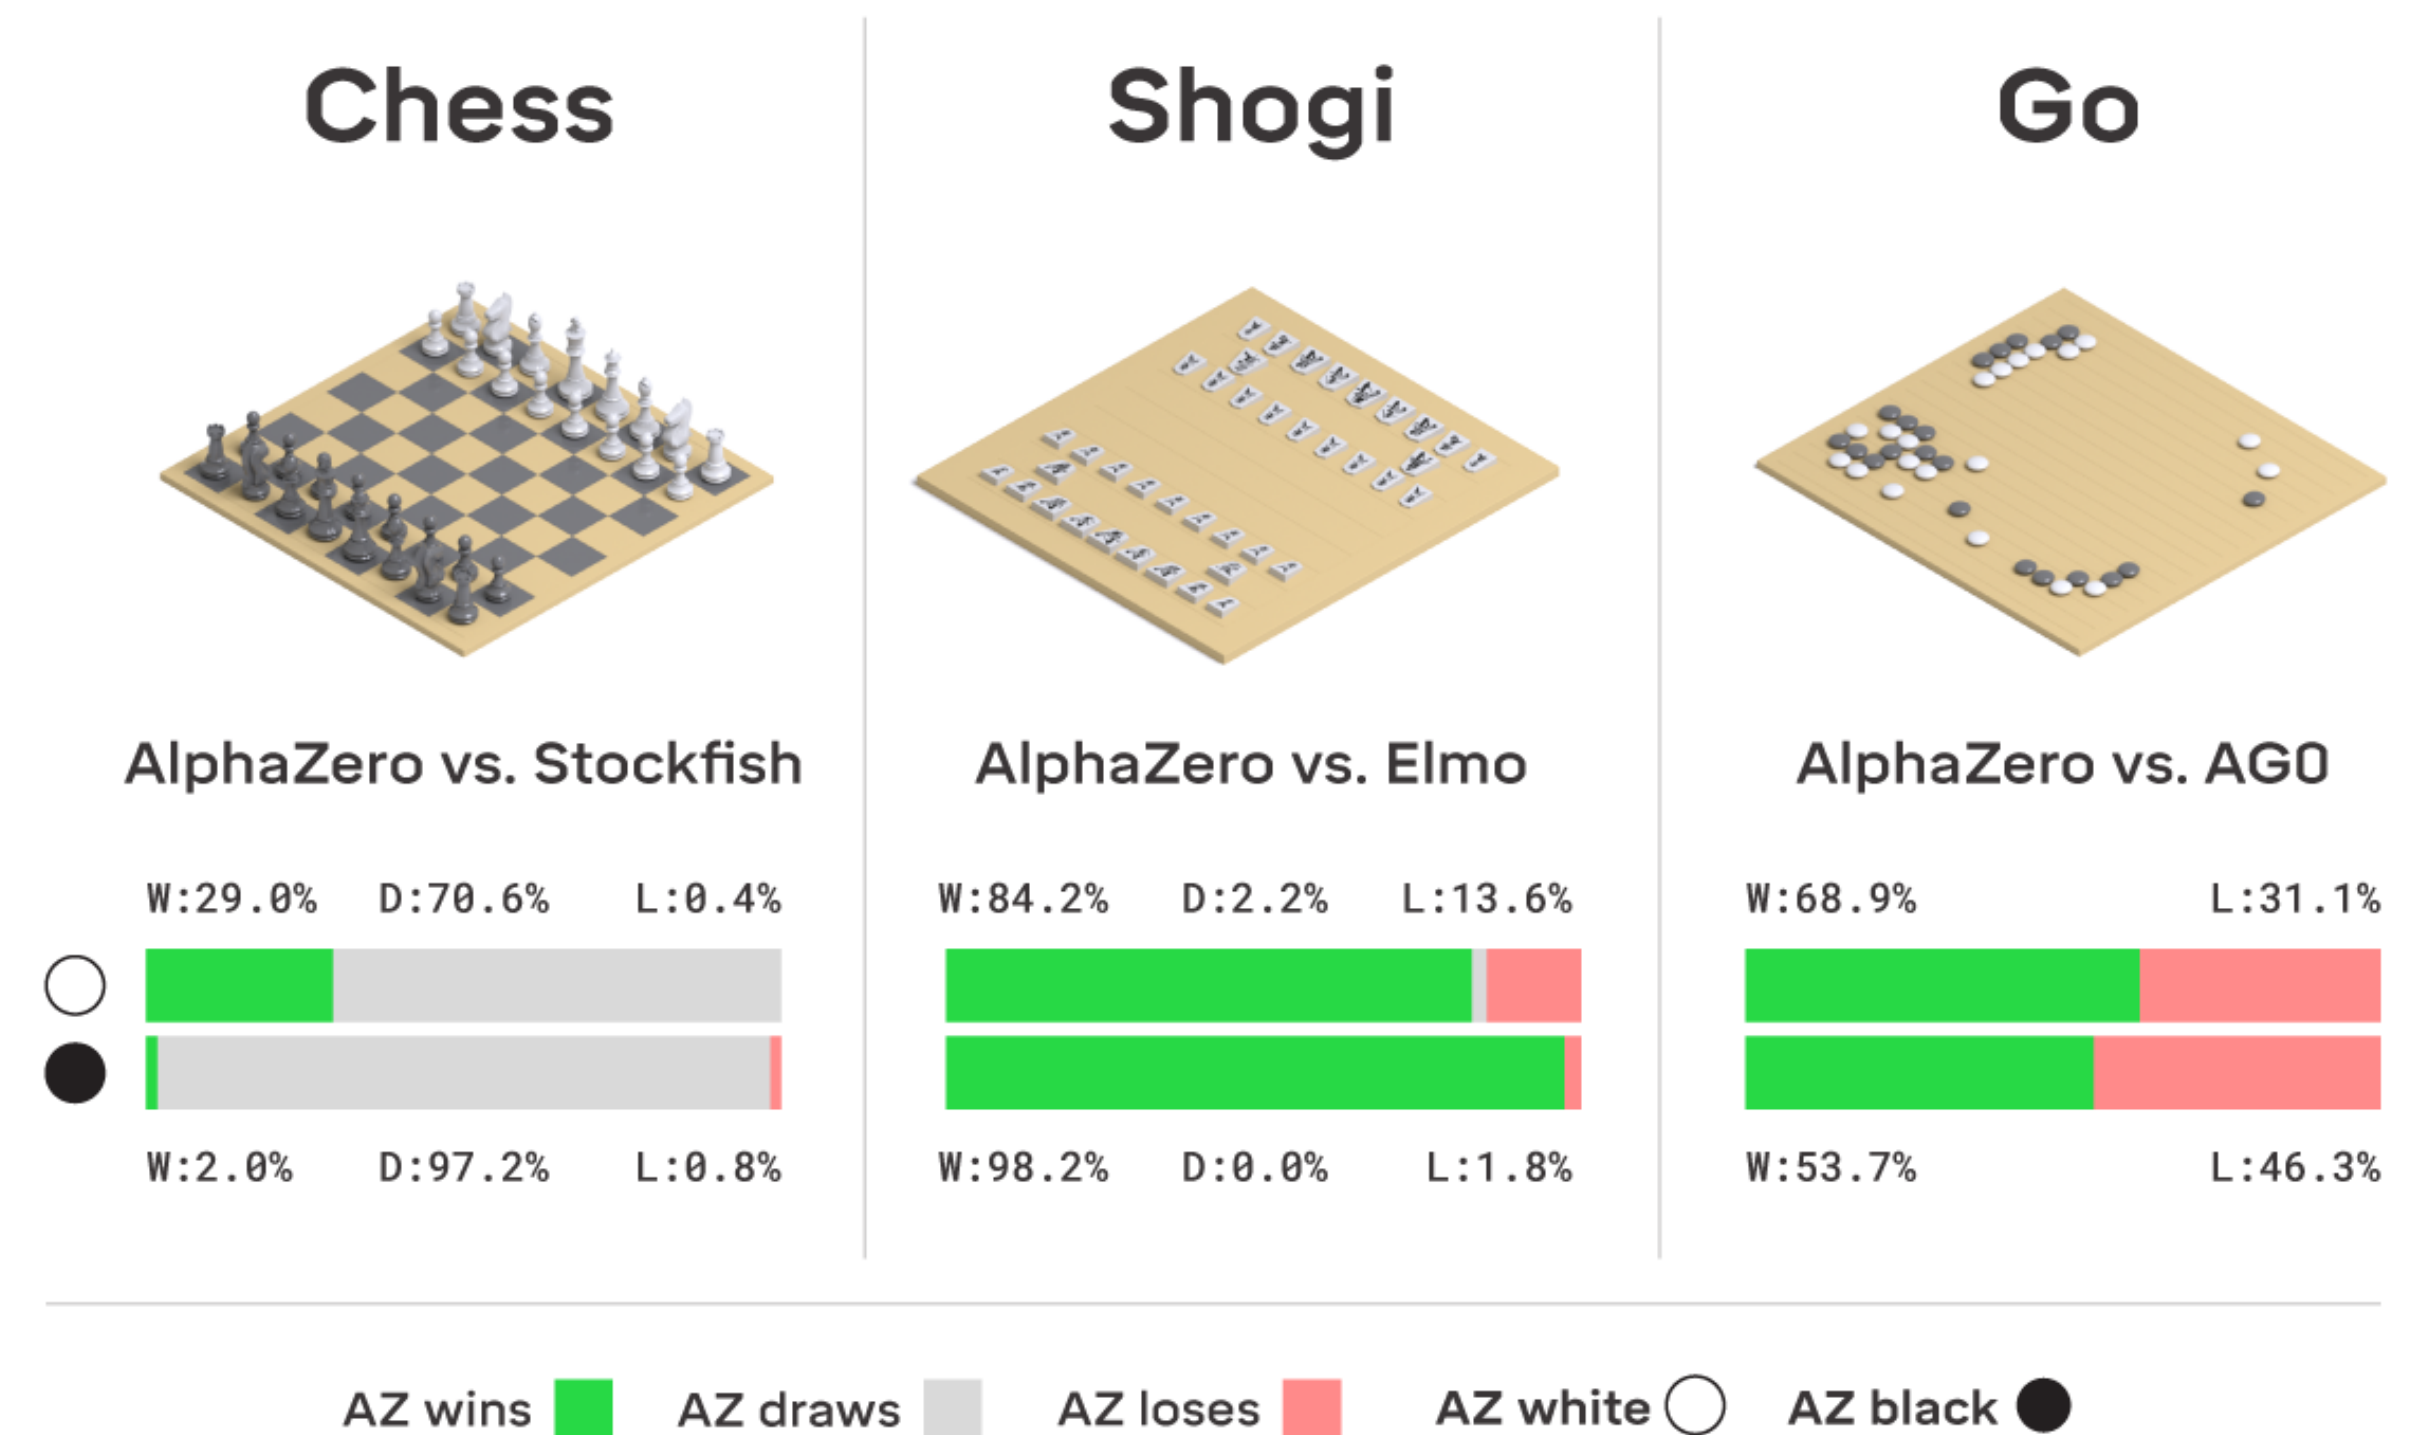 Chess
Shogi
Go
AlphaZero vs. Stockfish
AlphaZero vs. Elmo
AlphaZero vs. AG0
W:29.0% D:70.6% L:0.4%
W:84.2% D:2.2% L:13.6%
W:68.9% L:31.1%
W:2.0% D:97.2% L:0.8%
W:98.2% D:0.0% L:1.8%
W:53.7% L:46.3%
AZ wins AZ draws AZ loses AZ white AZ black